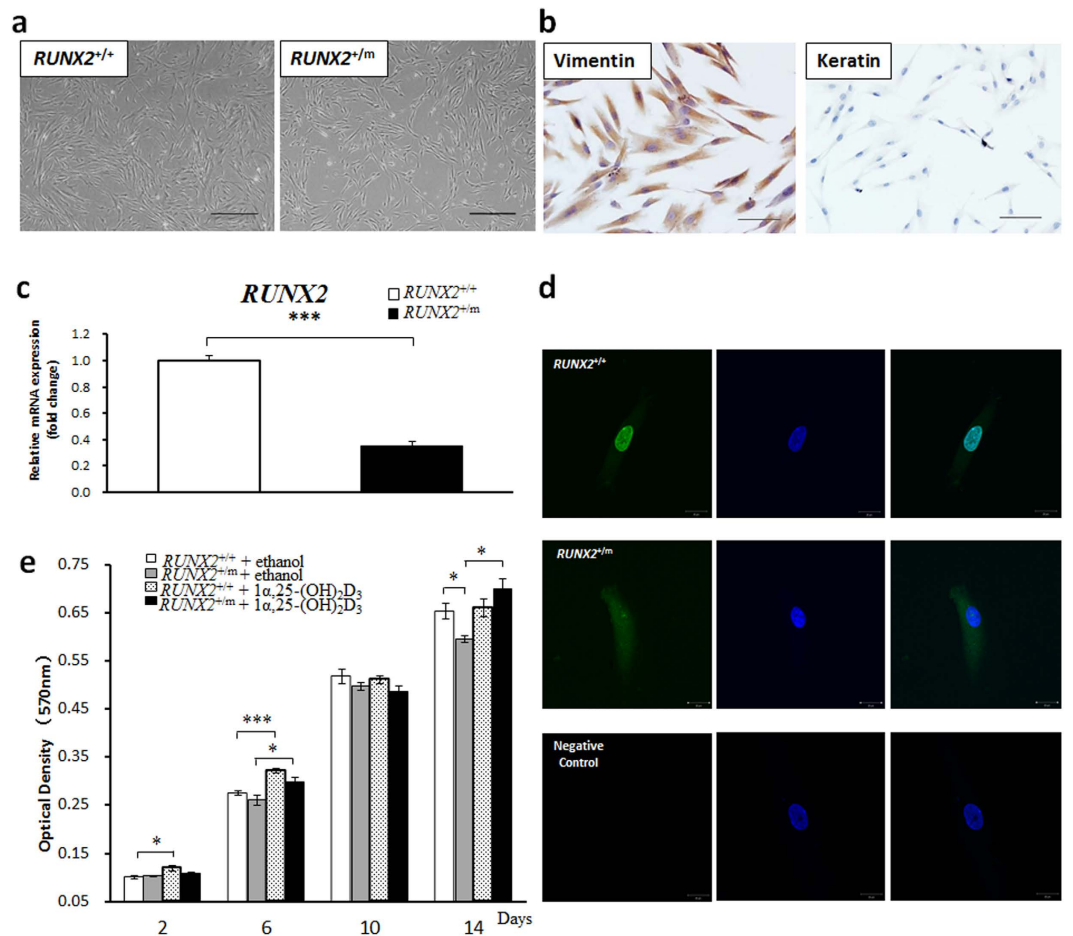 a
RUNX2+/+
RUNX2+/m
b
Vimentin
Keratin
c
RUNX2
***
RUNX2+/+
RUNX2+/m
Relative mRNA expression
(fold change)
1.2
1.0
0.8
0.6
0.4
0.2
0.0
d
RUNX2+/+
RUNX2+/m
Negative
Control
e
RUNX2+/+ + ethanol
RUNX2+/m + ethanol
RUNX2+/+ + 1α,25-(OH)2D3
RUNX2+/m + 1α,25-(OH)2D3
Optical Density (570nm)
0.75
0.65
0.55
0.45
0.35
0.25
0.15
0.05
*
***
*
*
*
2 6 10 14 Days